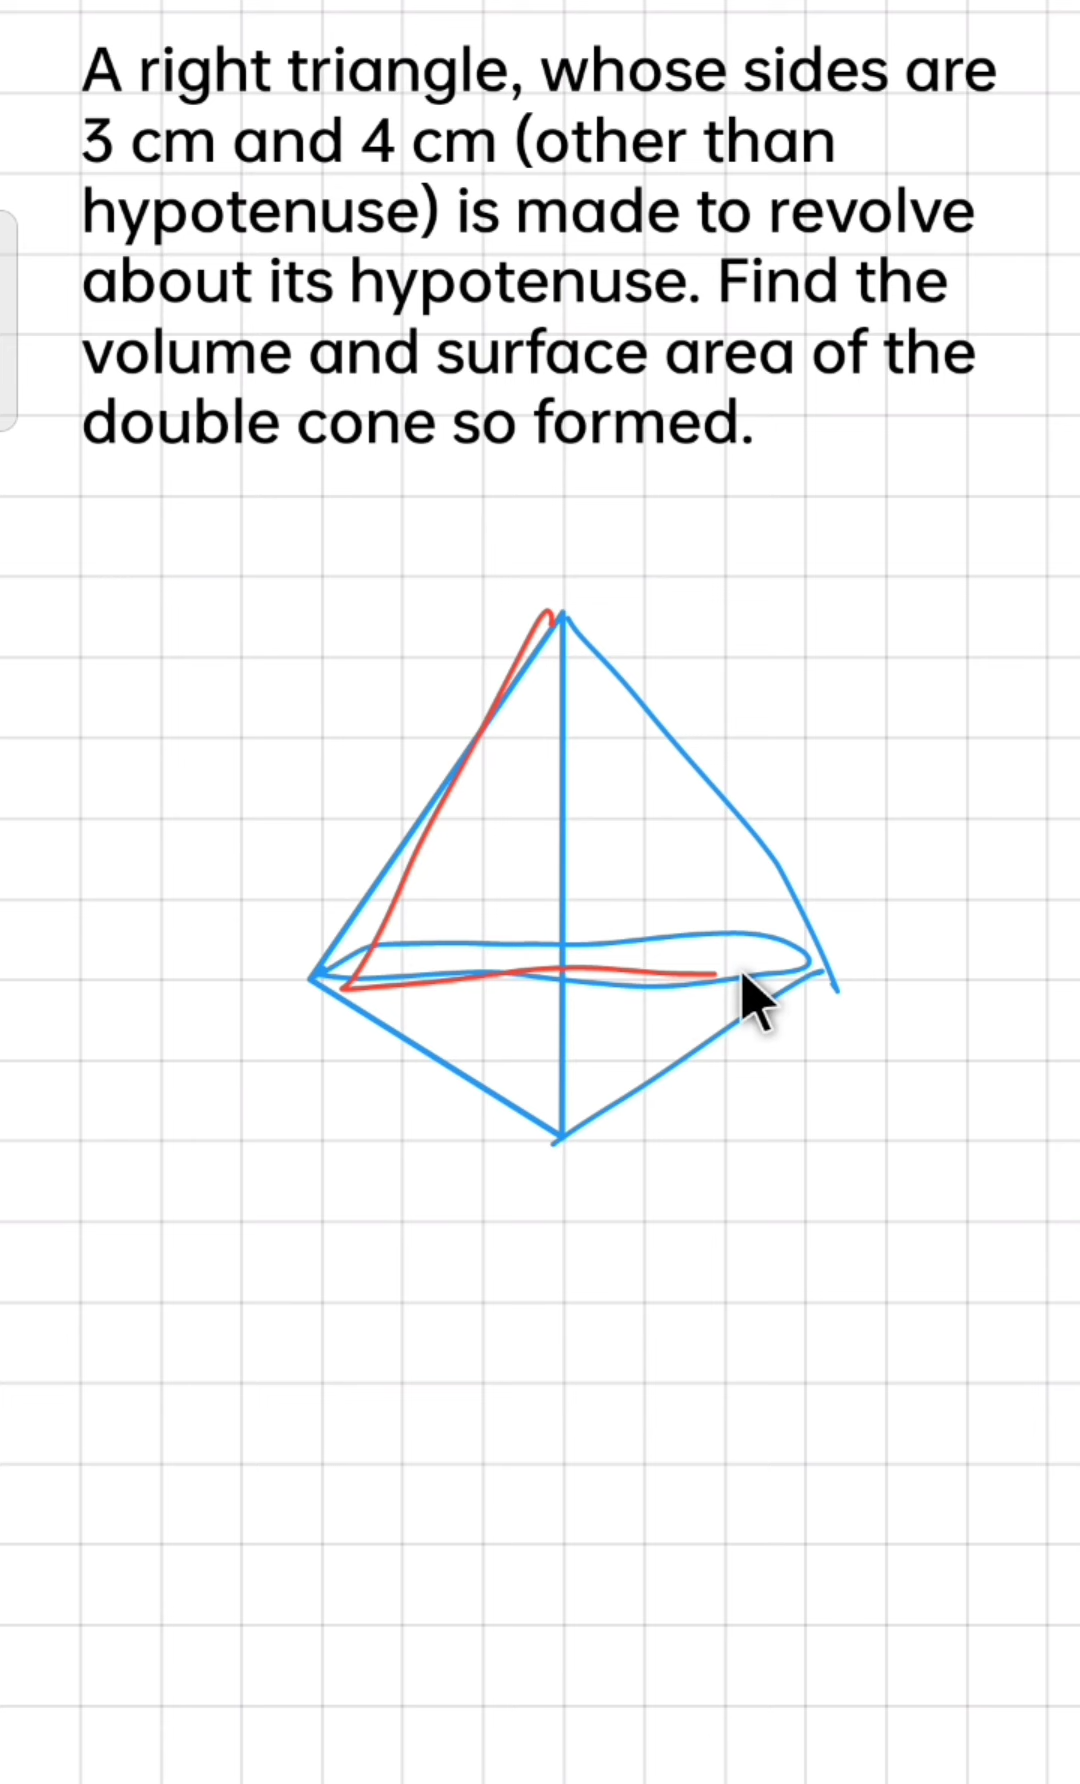 A right triangle, whose sides are
3 cm and 4 cm (other than
hypotenuse) is made to revolve
about its hypotenuse. Find the
volume and surface area of the
double cone so formed.